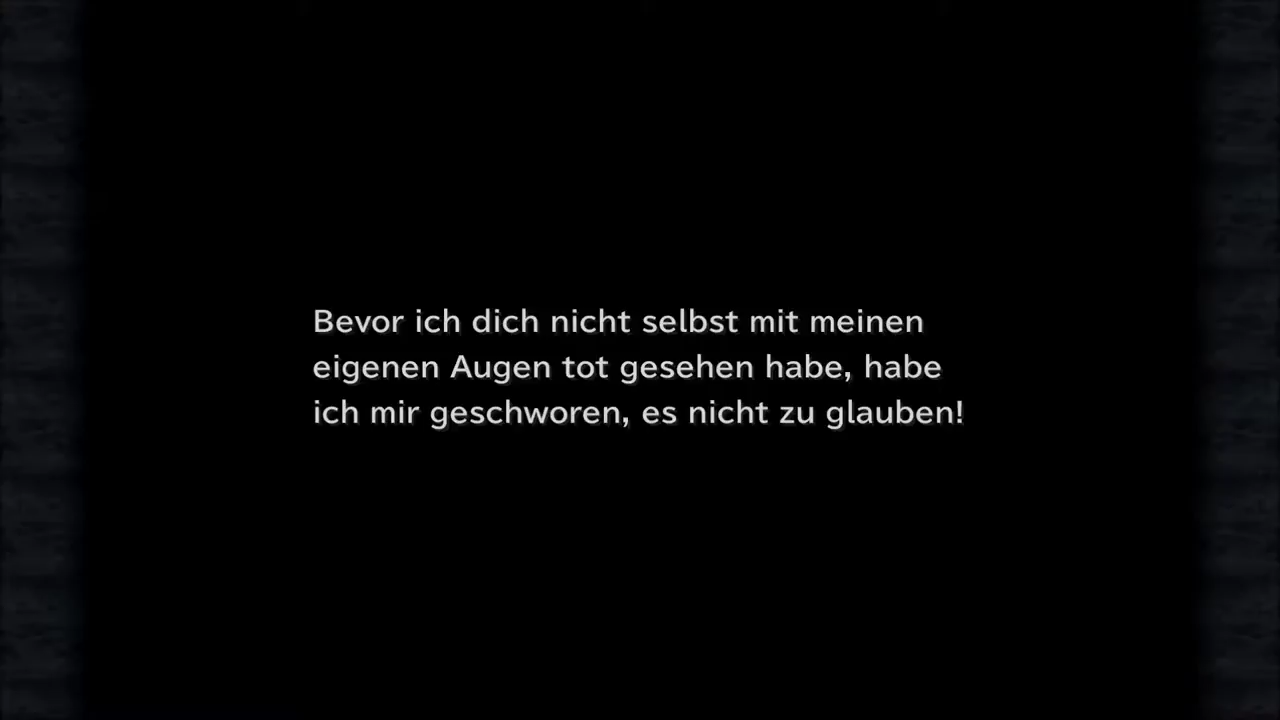 Bevor ich dich nicht selbst mit meinen
eigenen Augen tot gesehen habe, habe
ich mir geschworen, es nicht zu glauben!